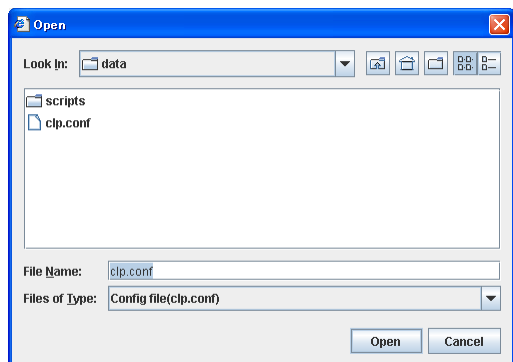 Open
Look In: data
scripts
clp.conf
File Name: clp.conf
Files of Type: Config file(clp.conf)
Open Cancel